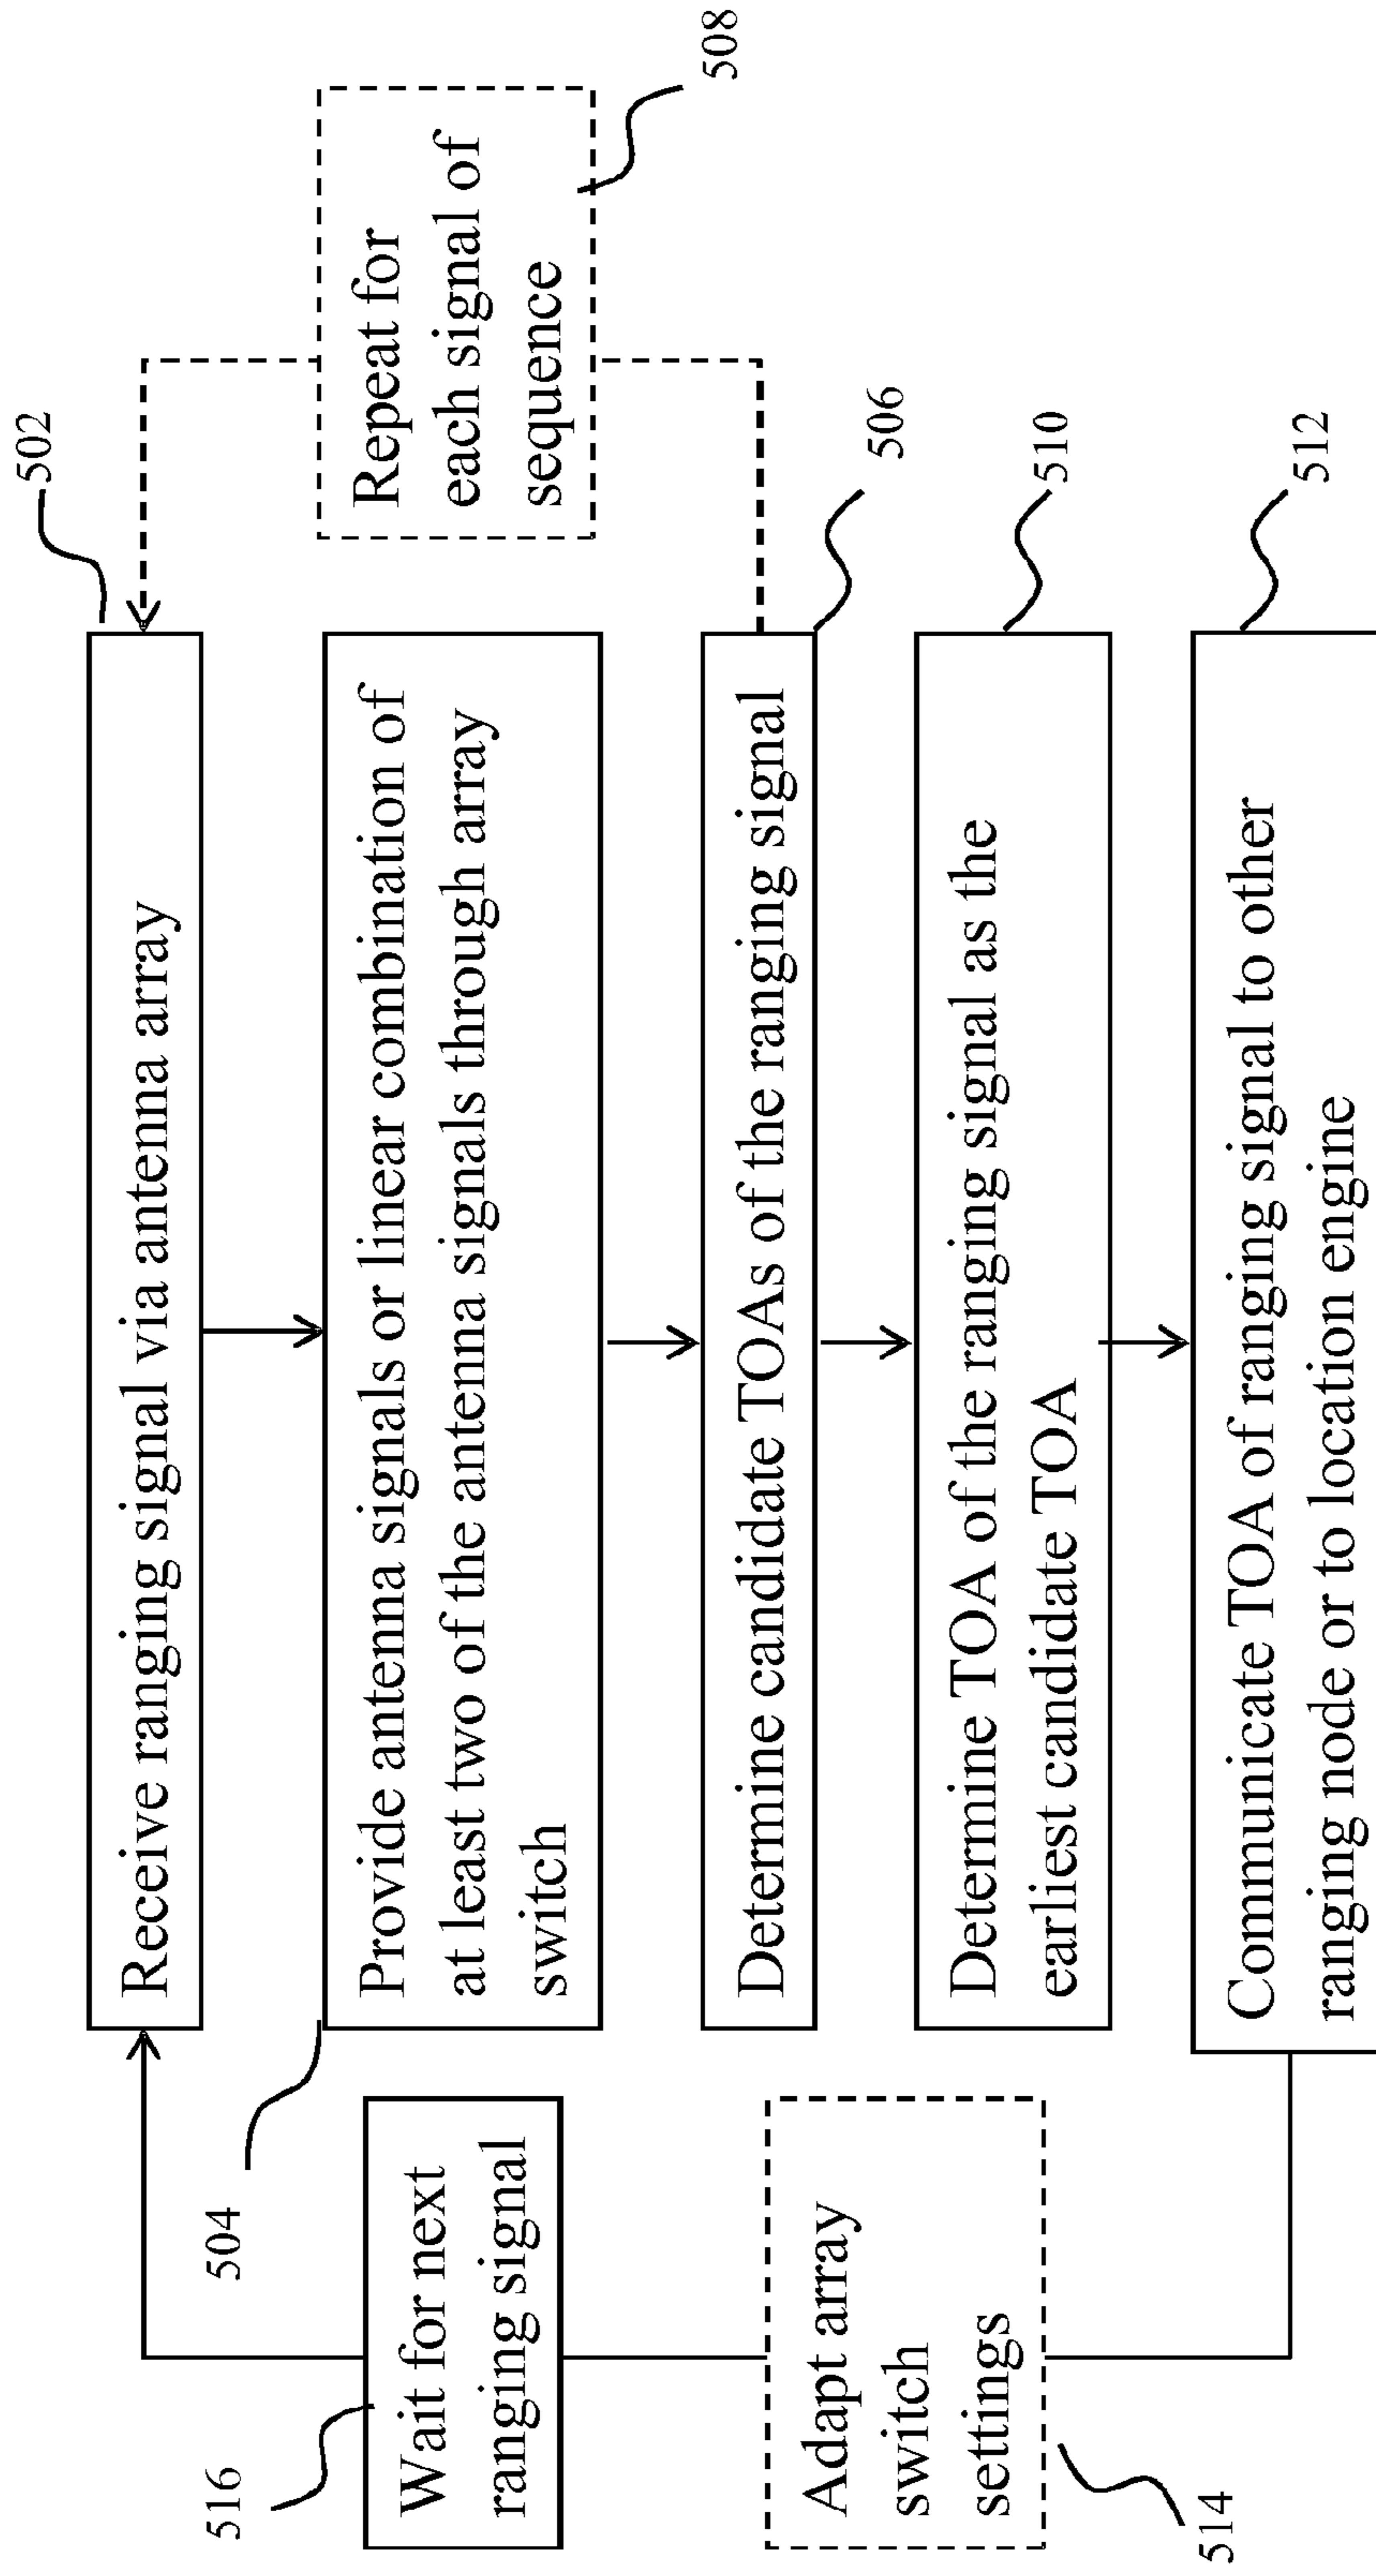 502
Receive ranging signal via antenna array
504
Provide antenna signals or linear combination of
at least two of the antenna signals through array
switch
506
Determine candidate TOAs of the ranging signal
508
Repeat for
each signal of
sequence
510
Determine TOA of the ranging signal as the
earliest candidate TOA
512
Communicate TOA of ranging signal to other
ranging node or to location engine
514
Adapt array
switch
settings
516
Wait for next
ranging signal